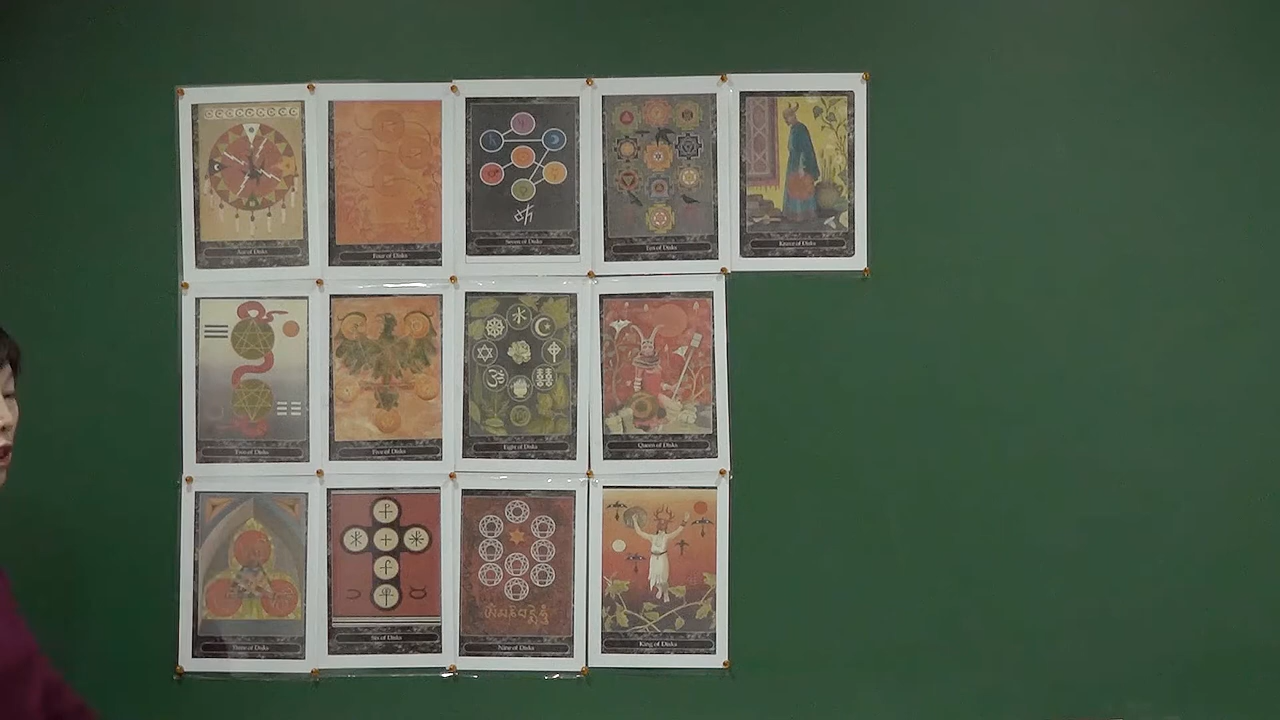 Ace of Disks
Four of Disks
Seven of Disks
Ten of Disks
Knave of Disks
Two of Disks
Five of Disks
Eight of Disks
Queen of Disks
Three of Disks
Six of Disks
Nine of Disks
King of Disks